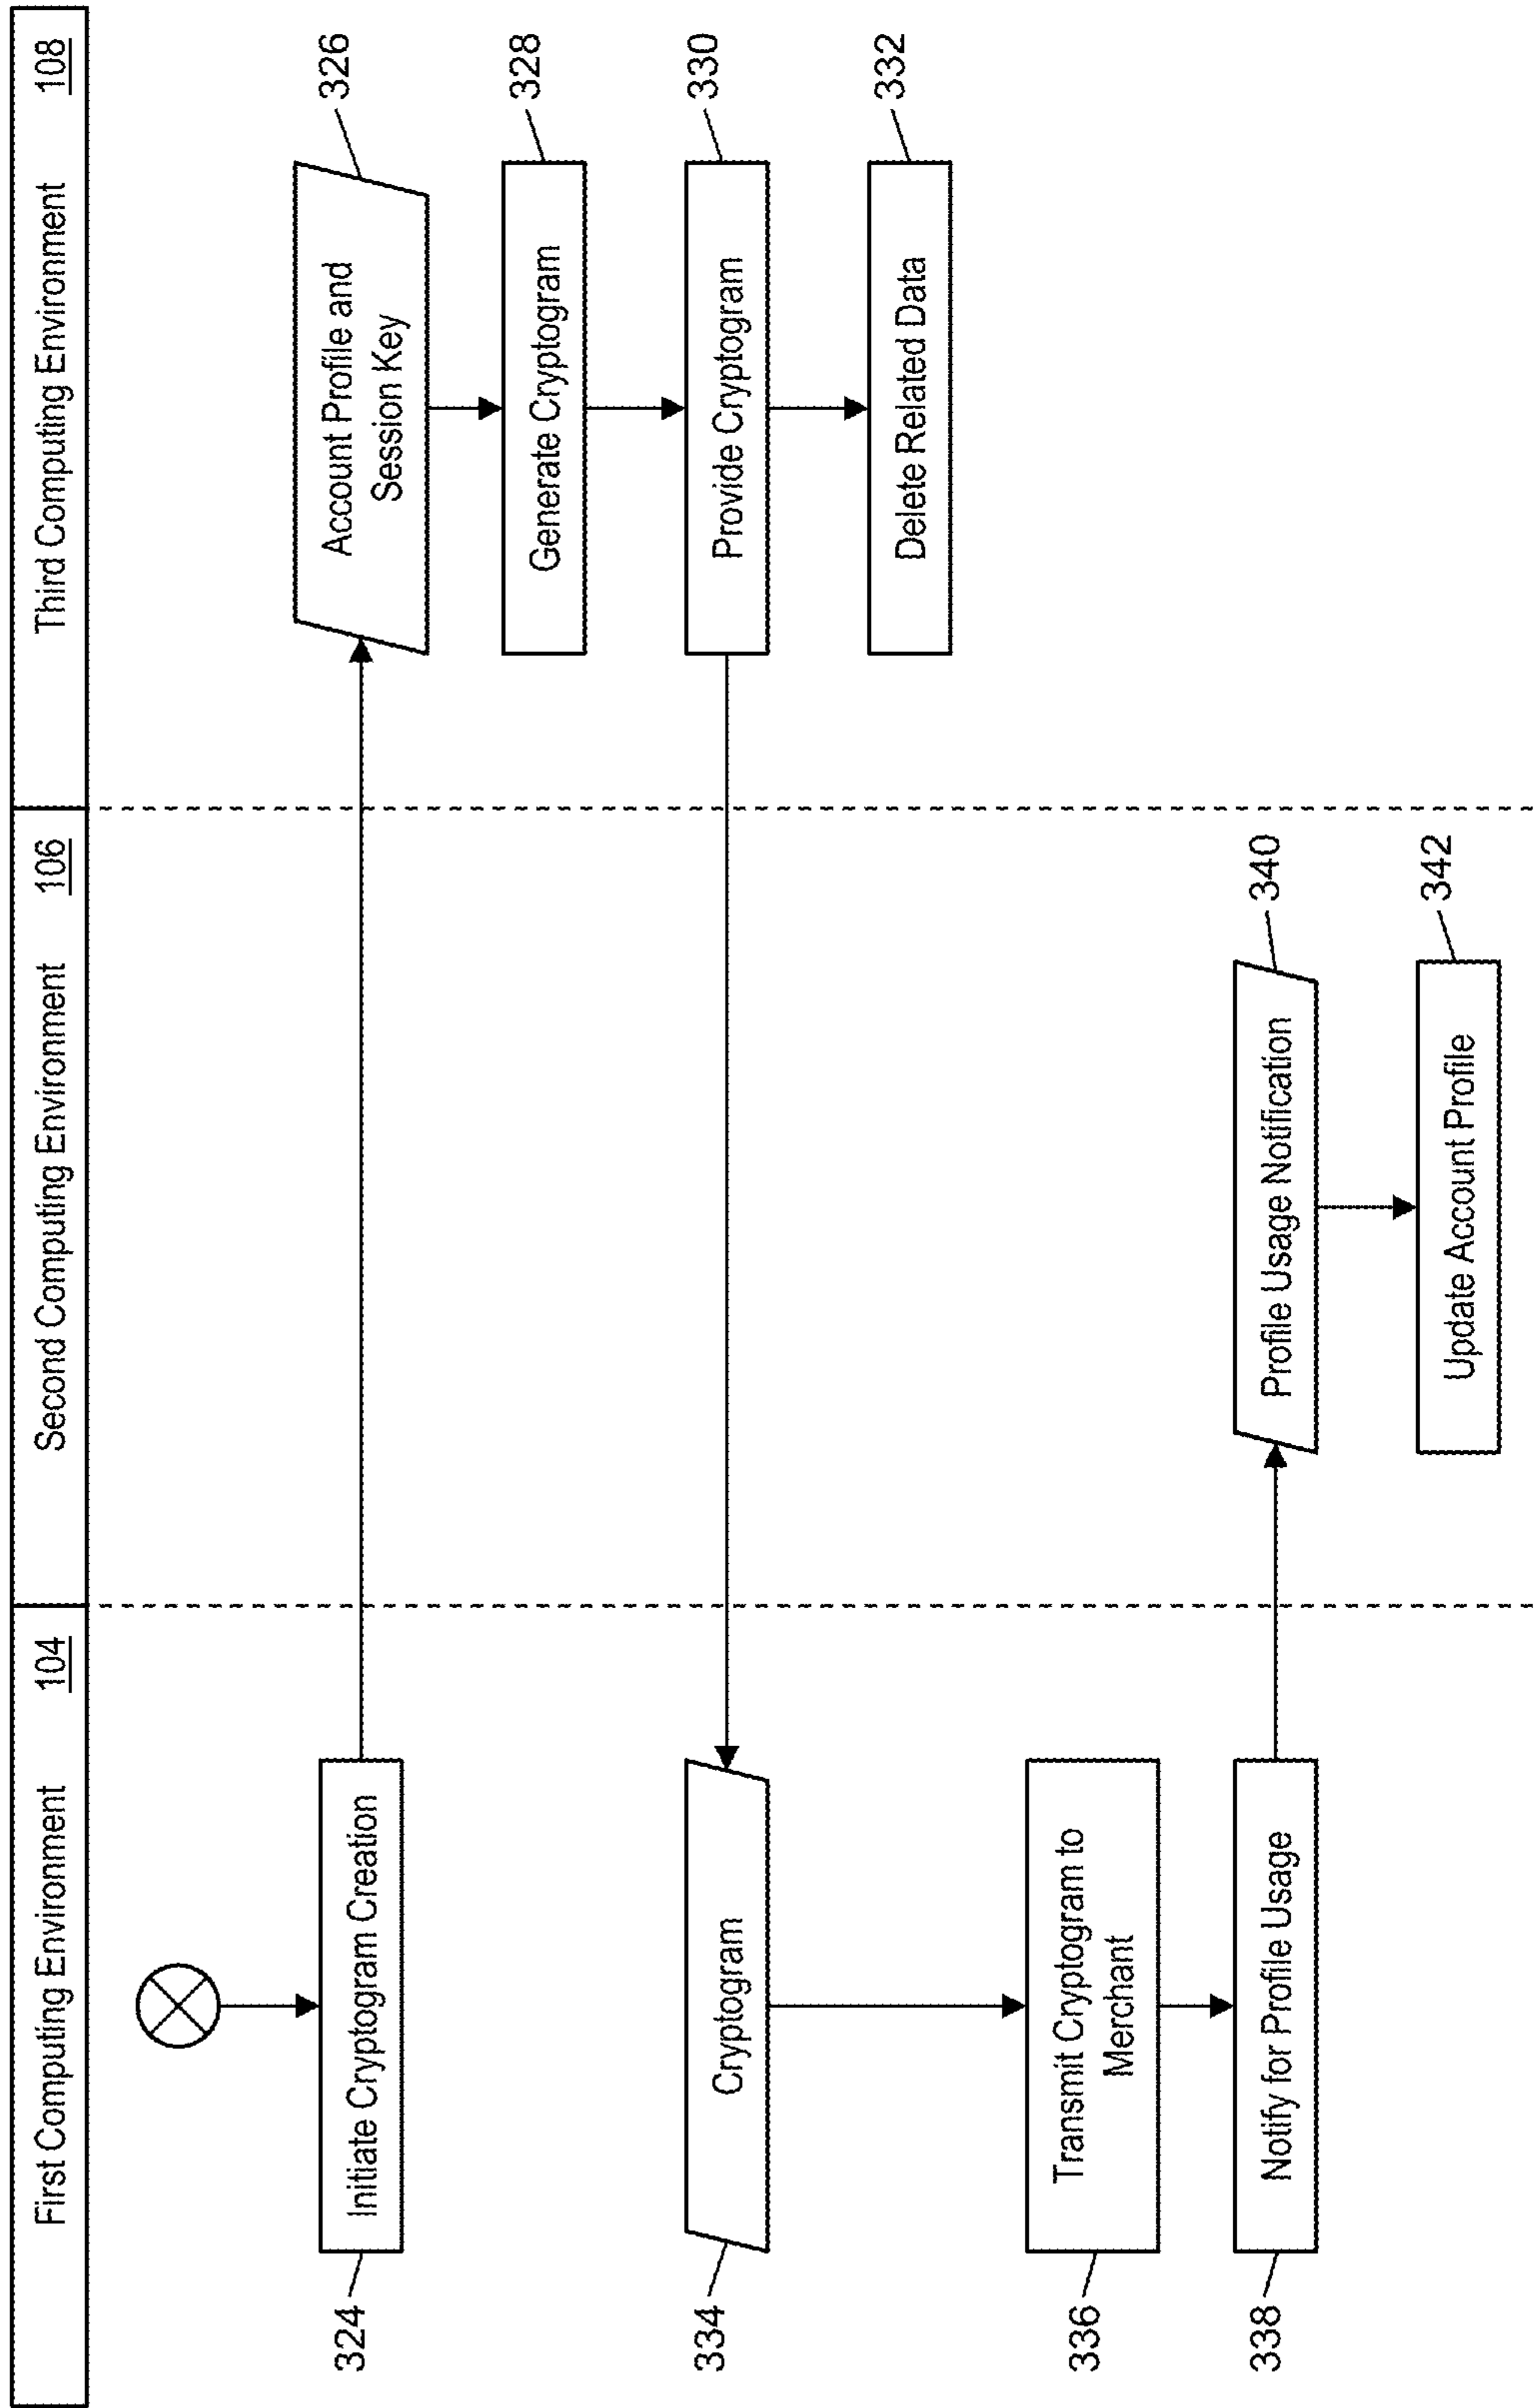 First Computing Environment 104
Second Computing Environment 106
Third Computing Environment 108
324
Initiate Cryptogram Creation
Account Profile and
Session Key
326
Generate Cryptogram
328
334
Cryptogram
Provide Cryptogram
330
Delete Related Data
332
336
Transmit Cryptogram to
Merchant
338
Notify for Profile Usage
Profile Usage Notification
340
Update Account Profile
342